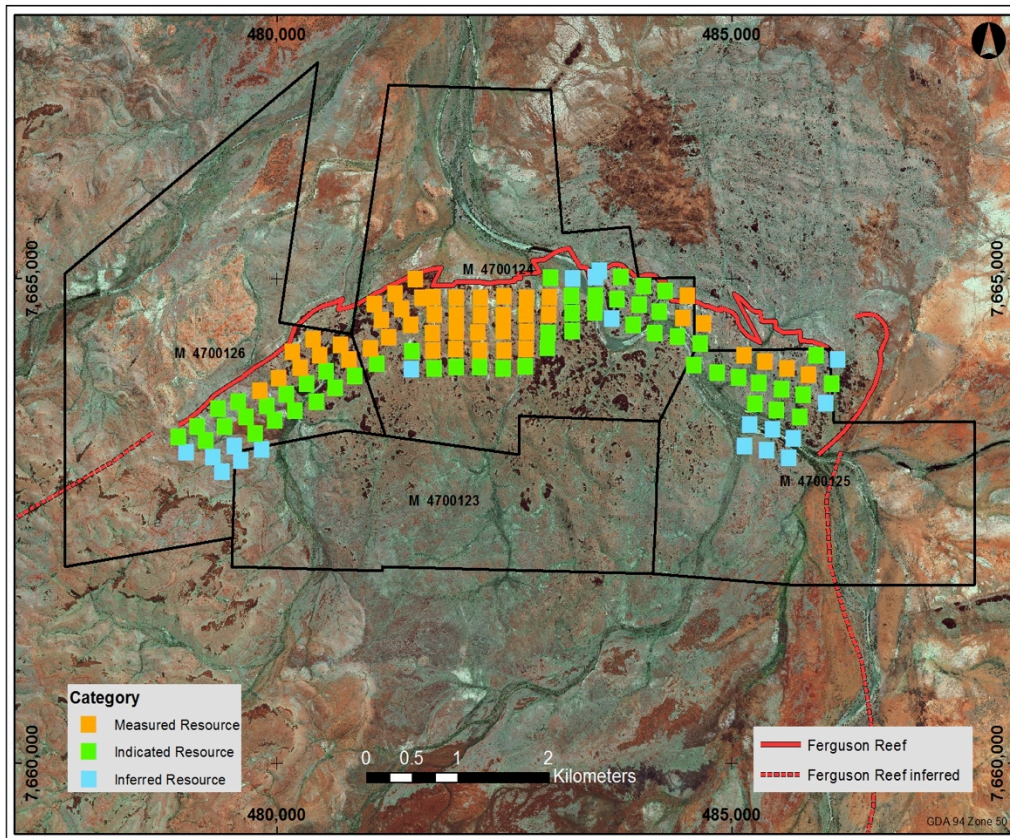 480,000
485,000
7,665,000
7,665,000
M 4700124
M 4700126
M 4700123
M 4700125
Category
Measured Resource
Indicated Resource
Inferred Resource
0 0.5 1 2
Kilometers
Ferguson Reef
Ferguson Reef inferred
7,660,000
7,660,000
480,000
485,000
GDA 94 Zone 50